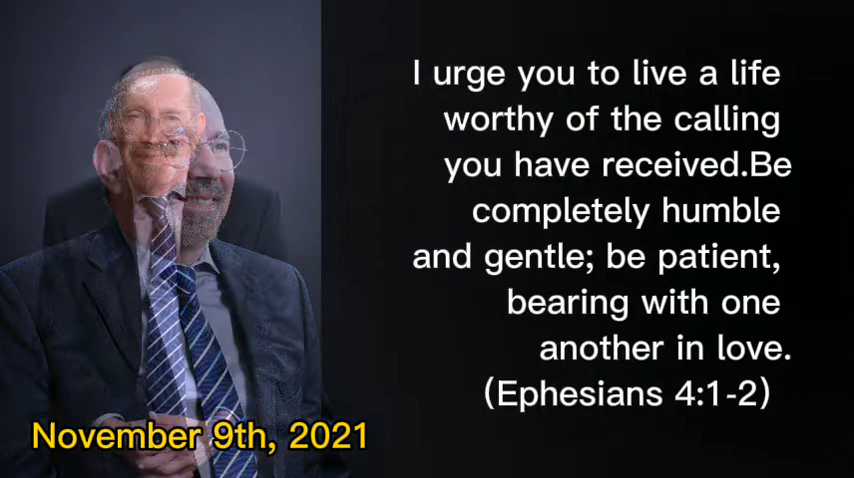 I urge you to live a life
worthy of the calling
you have received.Be
completely humble
and gentle; be patient,
bearing with one
another in love.
(Ephesians 4:1-2)
November 9th, 2021